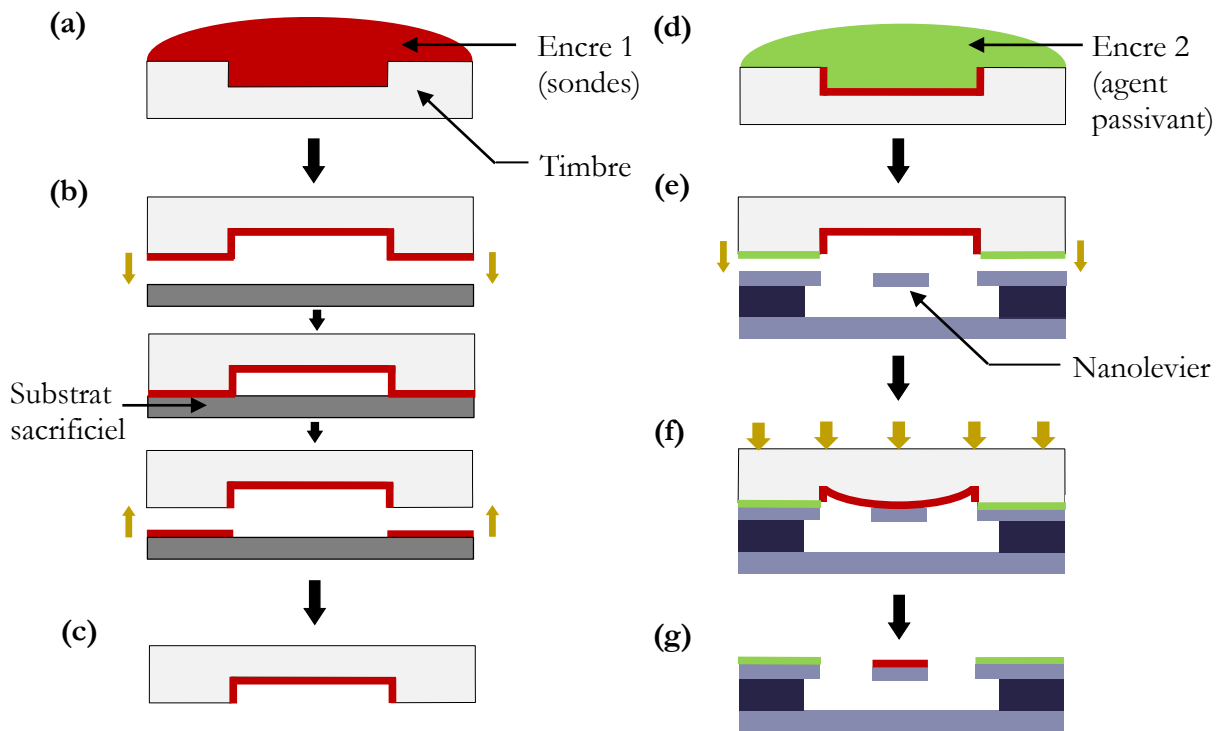 (a)
Encre 1
(sondes)
Timbre
(b)
Substrat
sacrificiel
(c)
(d)
Encre 2
(agent
passivant)
(e)
Nanolevier
(f)
(g)